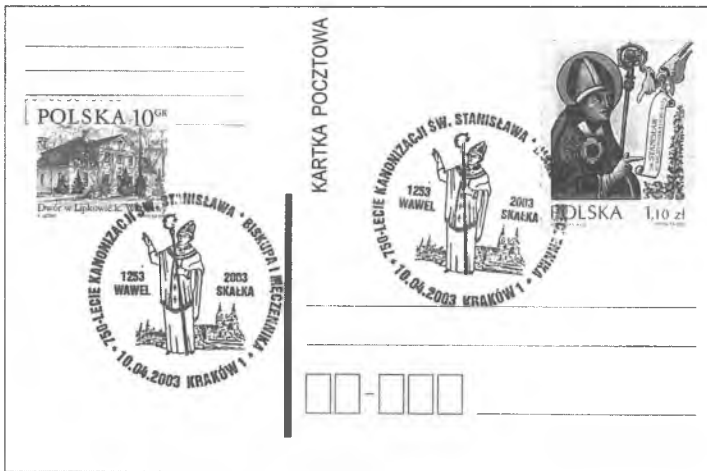 POLSKA 10 GR
Dwór w Lipkowie
750-LECIE KANONIZACJI ŚW. STANISŁAWA • BISKUPA I MĘCZENNIKA •
1253
WAWEL
2003
SKAŁKA
10.04.2003 KRAKÓW 1
KARTKA POCZTOWA
750-LECIE KANONIZACJI ŚW. STANISŁAWA •
1253
WAWEL
2003
SKAŁKA
10.04.2003 KRAKÓW 1
POLSKA 1,10 zł